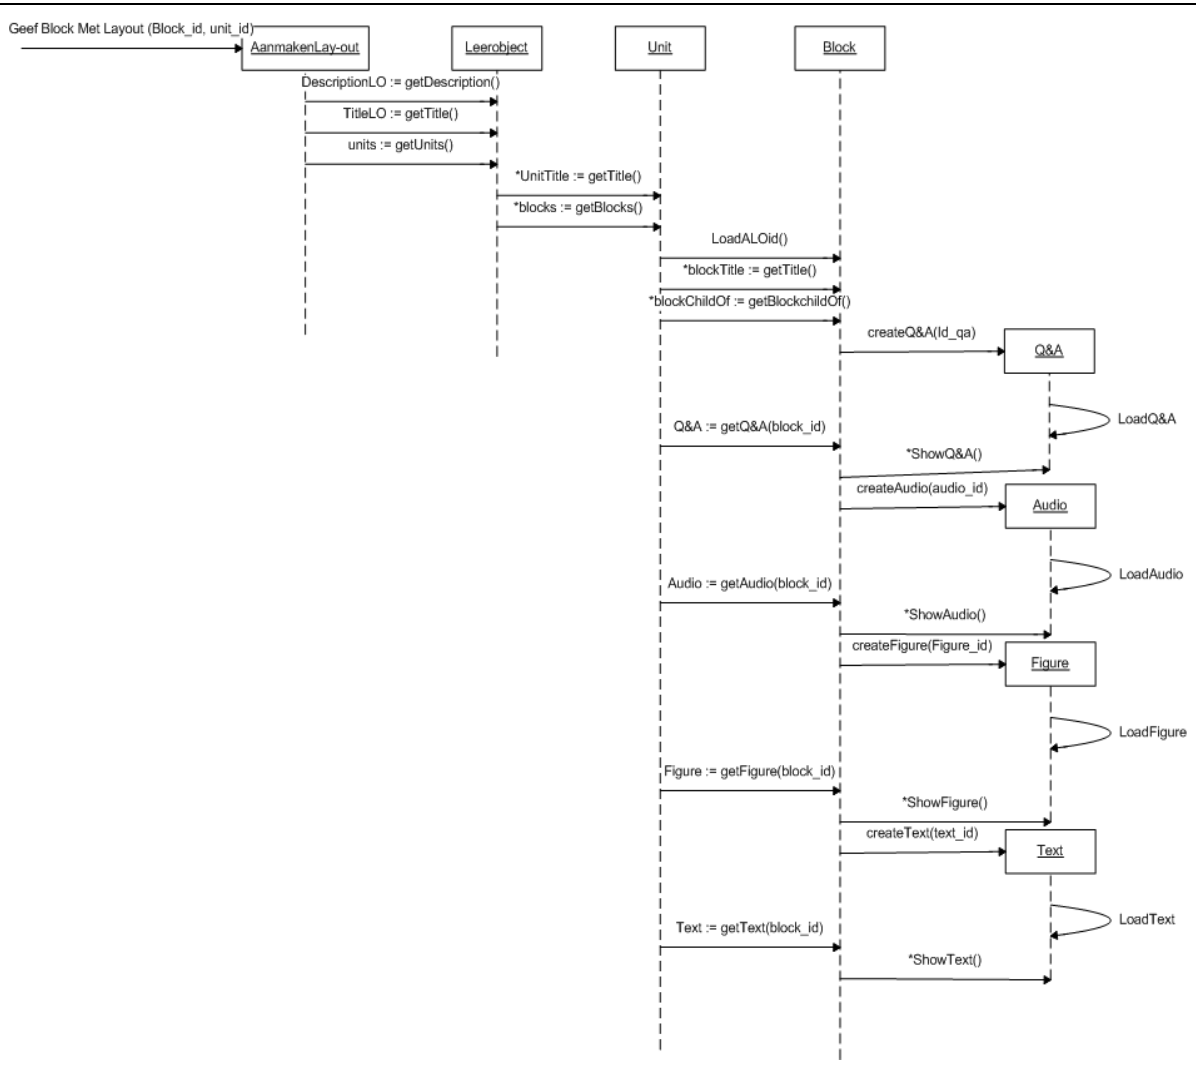 Geef Block Met Layout (Block_id, unit_id)
AanmakenLay-out
Leerobject
Unit
Block
DescriptionLO := getDescription()
TitleLO := getTitle()
units := getUnits()
*UnitTitle := getTitle()
*blocks := getBlocks()
LoadALOid()
*blockTitle := getTitle()
*blockChildOf := getBlockchildOf()
createQ&A(Id_qa)
Q&A
LoadQ&A
Q&A := getQ&A(block_id)
*ShowQ&A()
createAudio(audio_id)
Audio
LoadAudio
Audio := getAudio(block_id)
*ShowAudio()
createFigure(Figure_id)
Figure
LoadFigure
Figure := getFigure(block_id)
*ShowFigure()
createText(text_id)
Text
LoadText
Text := getText(block_id)
*ShowText()